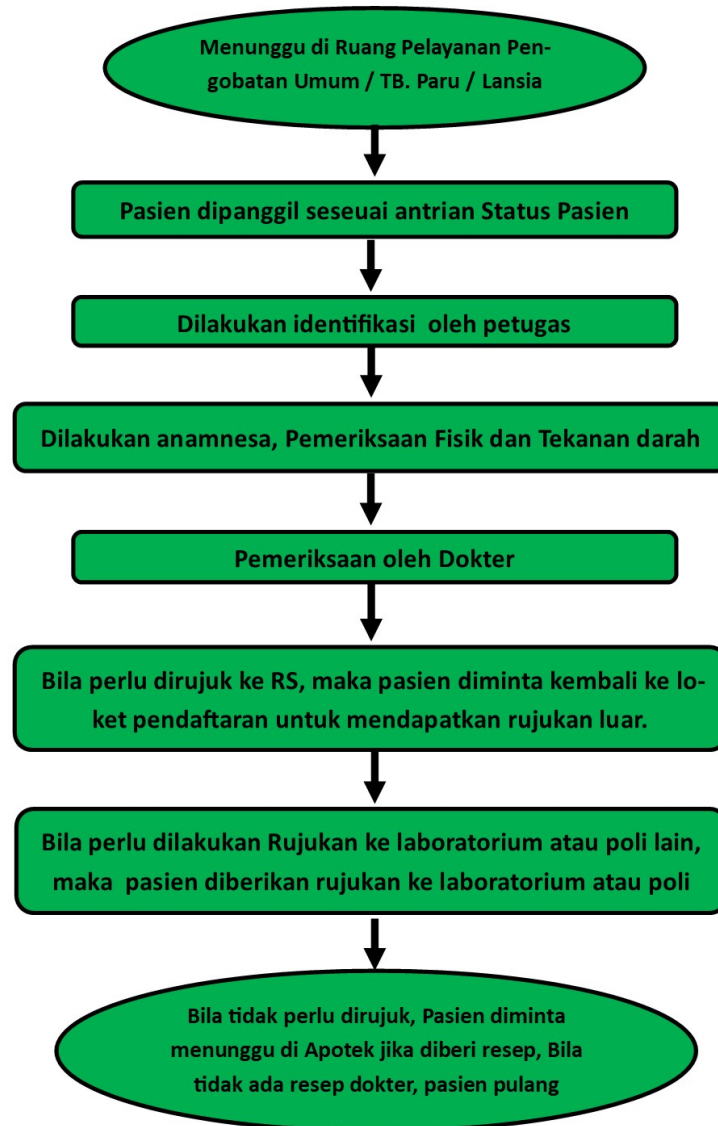 Menunggu di Ruang Pelayanan Pen-
gobatan Umum / TB. Paru / Lansia
Pasien dipanggil seseuai antrian Status Pasien
Dilakukan identifikasi oleh petugas
Dilakukan anamnesa, Pemeriksaan Fisik dan Tekanan darah
Pemeriksaan oleh Dokter
Bila perlu dirujuk ke RS, maka pasien diminta kembali ke lo-
ket pendaftaran untuk mendapatkan rujukan luar.
Bila perlu dilakukan Rujukan ke laboratorium atau poli lain,
maka pasien diberikan rujukan ke laboratorium atau poli
Bila tidak perlu dirujuk, Pasien diminta
menunggu di Apotek jika diberi resep, Bila
tidak ada resep dokter, pasien pulang